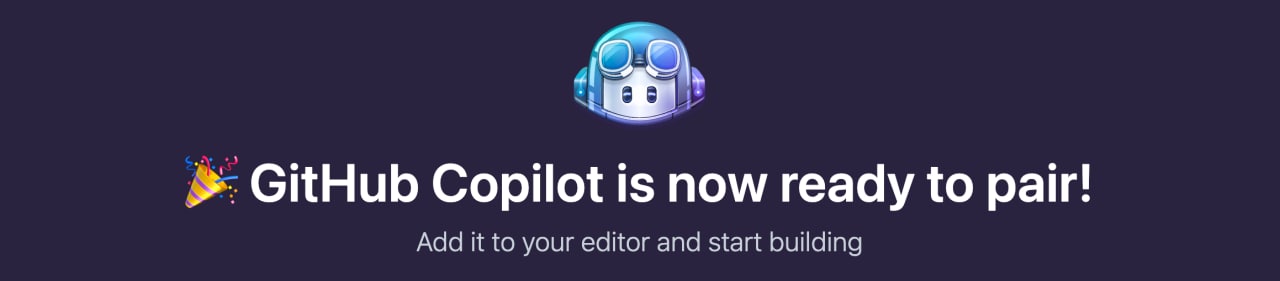 🎉 GitHub Copilot is now ready to pair!
Add it to your editor and start building